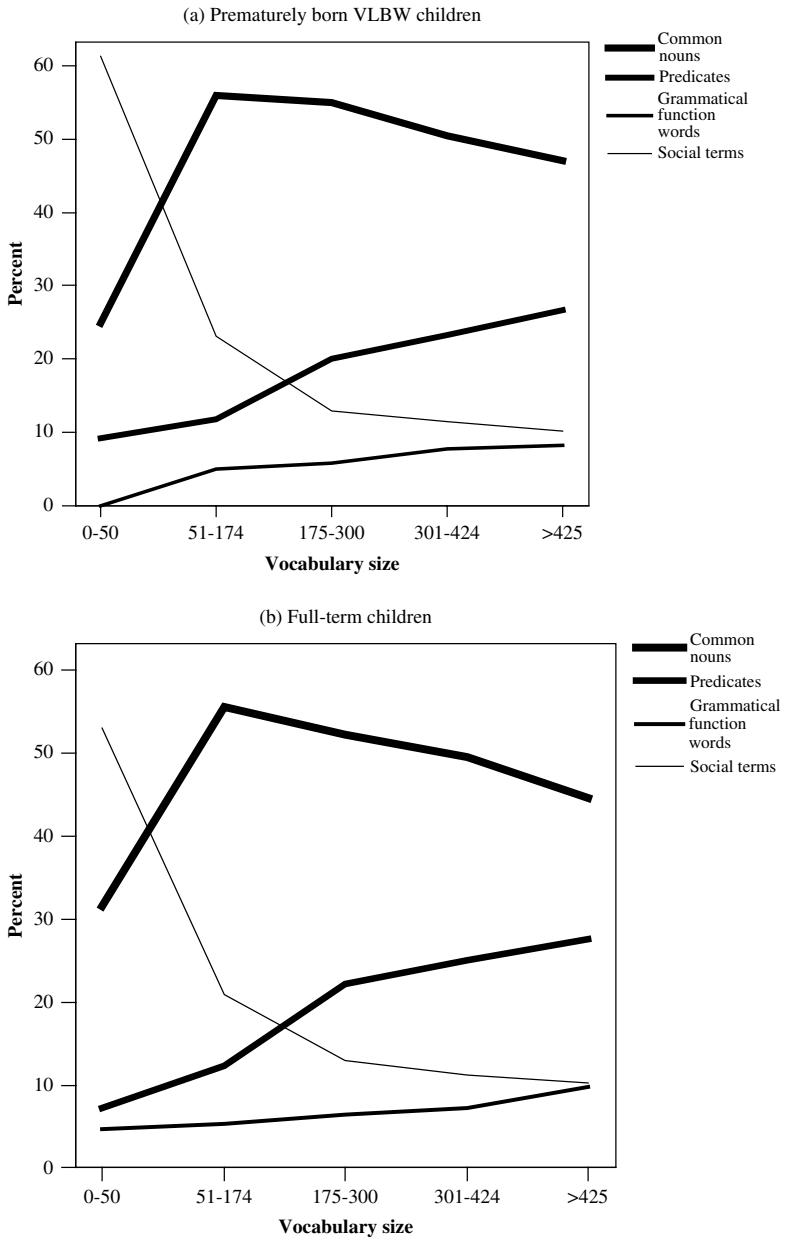 (a) Prematurely born VLBW children
Common
nouns
Predicates
Grammatical
function
words
Social terms
60
50
40
30
20
10
0
Percent
0-50
51-174
175-300
301-424
>425
Vocabulary size
(b) Full-term children
Common
nouns
Predicates
Grammatical
function
words
Social terms
60
50
40
30
20
10
0
Percent
0-50
51-174
175-300
301-424
>425
Vocabulary size